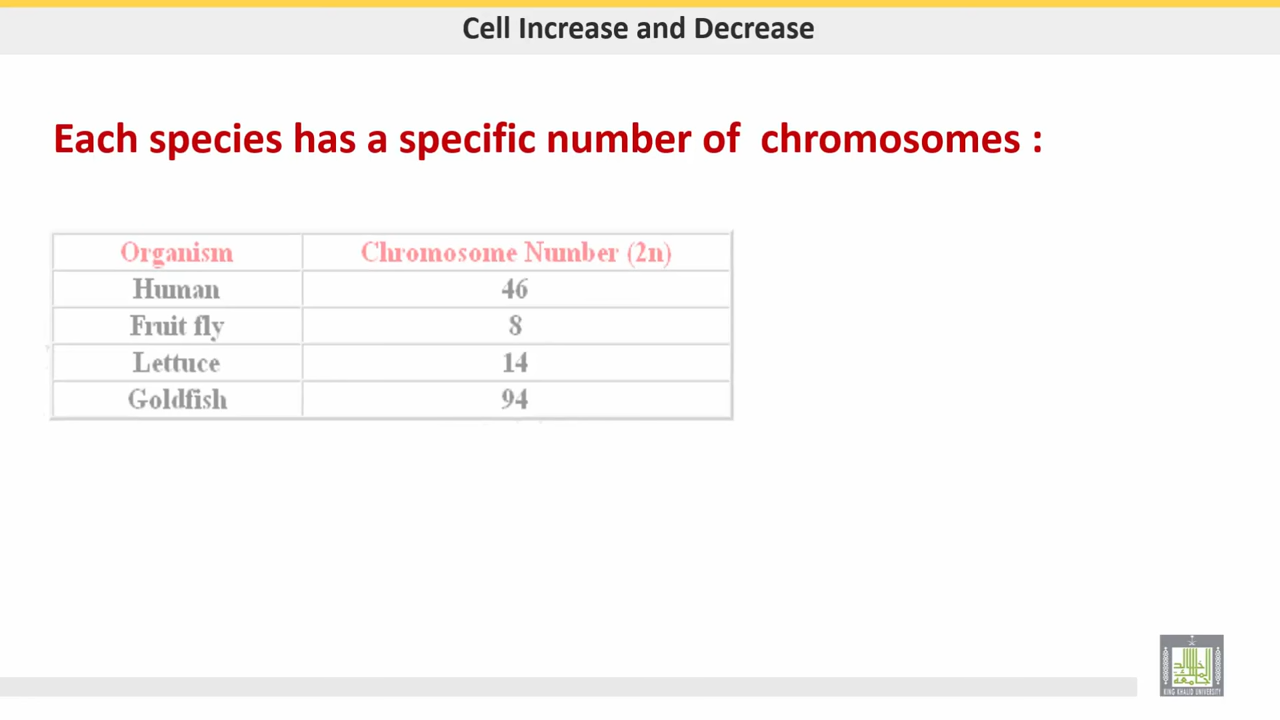 Cell Increase and Decrease
Each species has a specific number of chromosomes :
Organism Chromosome Number (2n)
Human 46
Fruit fly 8
Lettuce 14
Goldfish 94
KING KHALID UNIVERSITY